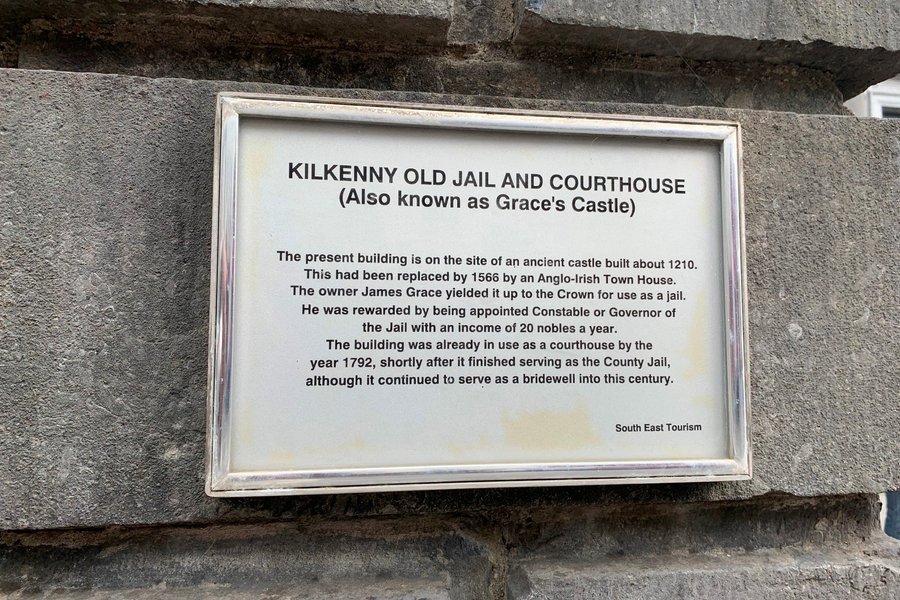 KILKENNY OLD JAIL AND COURTHOUSE
(Also known as Grace's Castle)
The present building is on the site of an ancient castle built about 1210.
This had been replaced by 1566 by an Anglo-Irish Town House.
The owner James Grace yielded it up to the Crown for use as a jail.
He was rewarded by being appointed Constable or Governor of
the Jail with an income of 20 nobles a year.
The building was already in use as a courthouse by the
year 1792, shortly after it finished serving as the County Jail,
although it continued to serve as a bridewell into this century.
South East Tourism